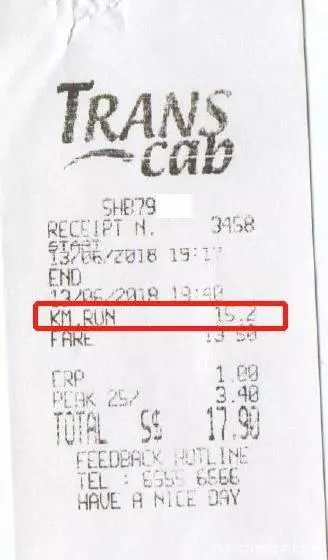 TRANS
cab
SHB79
RECEIPT N. 3458
START
13/06/2018 19:17
END
13/06/2018 19:40
KM.RUN 15.2
FARE 13 50
ERP 1.00
PEAK 25% 3.40
TOTAL S$ 17.90
FEEDBACK HOTLINE
TEL : 6555 6666
HAVE A NICE DAY